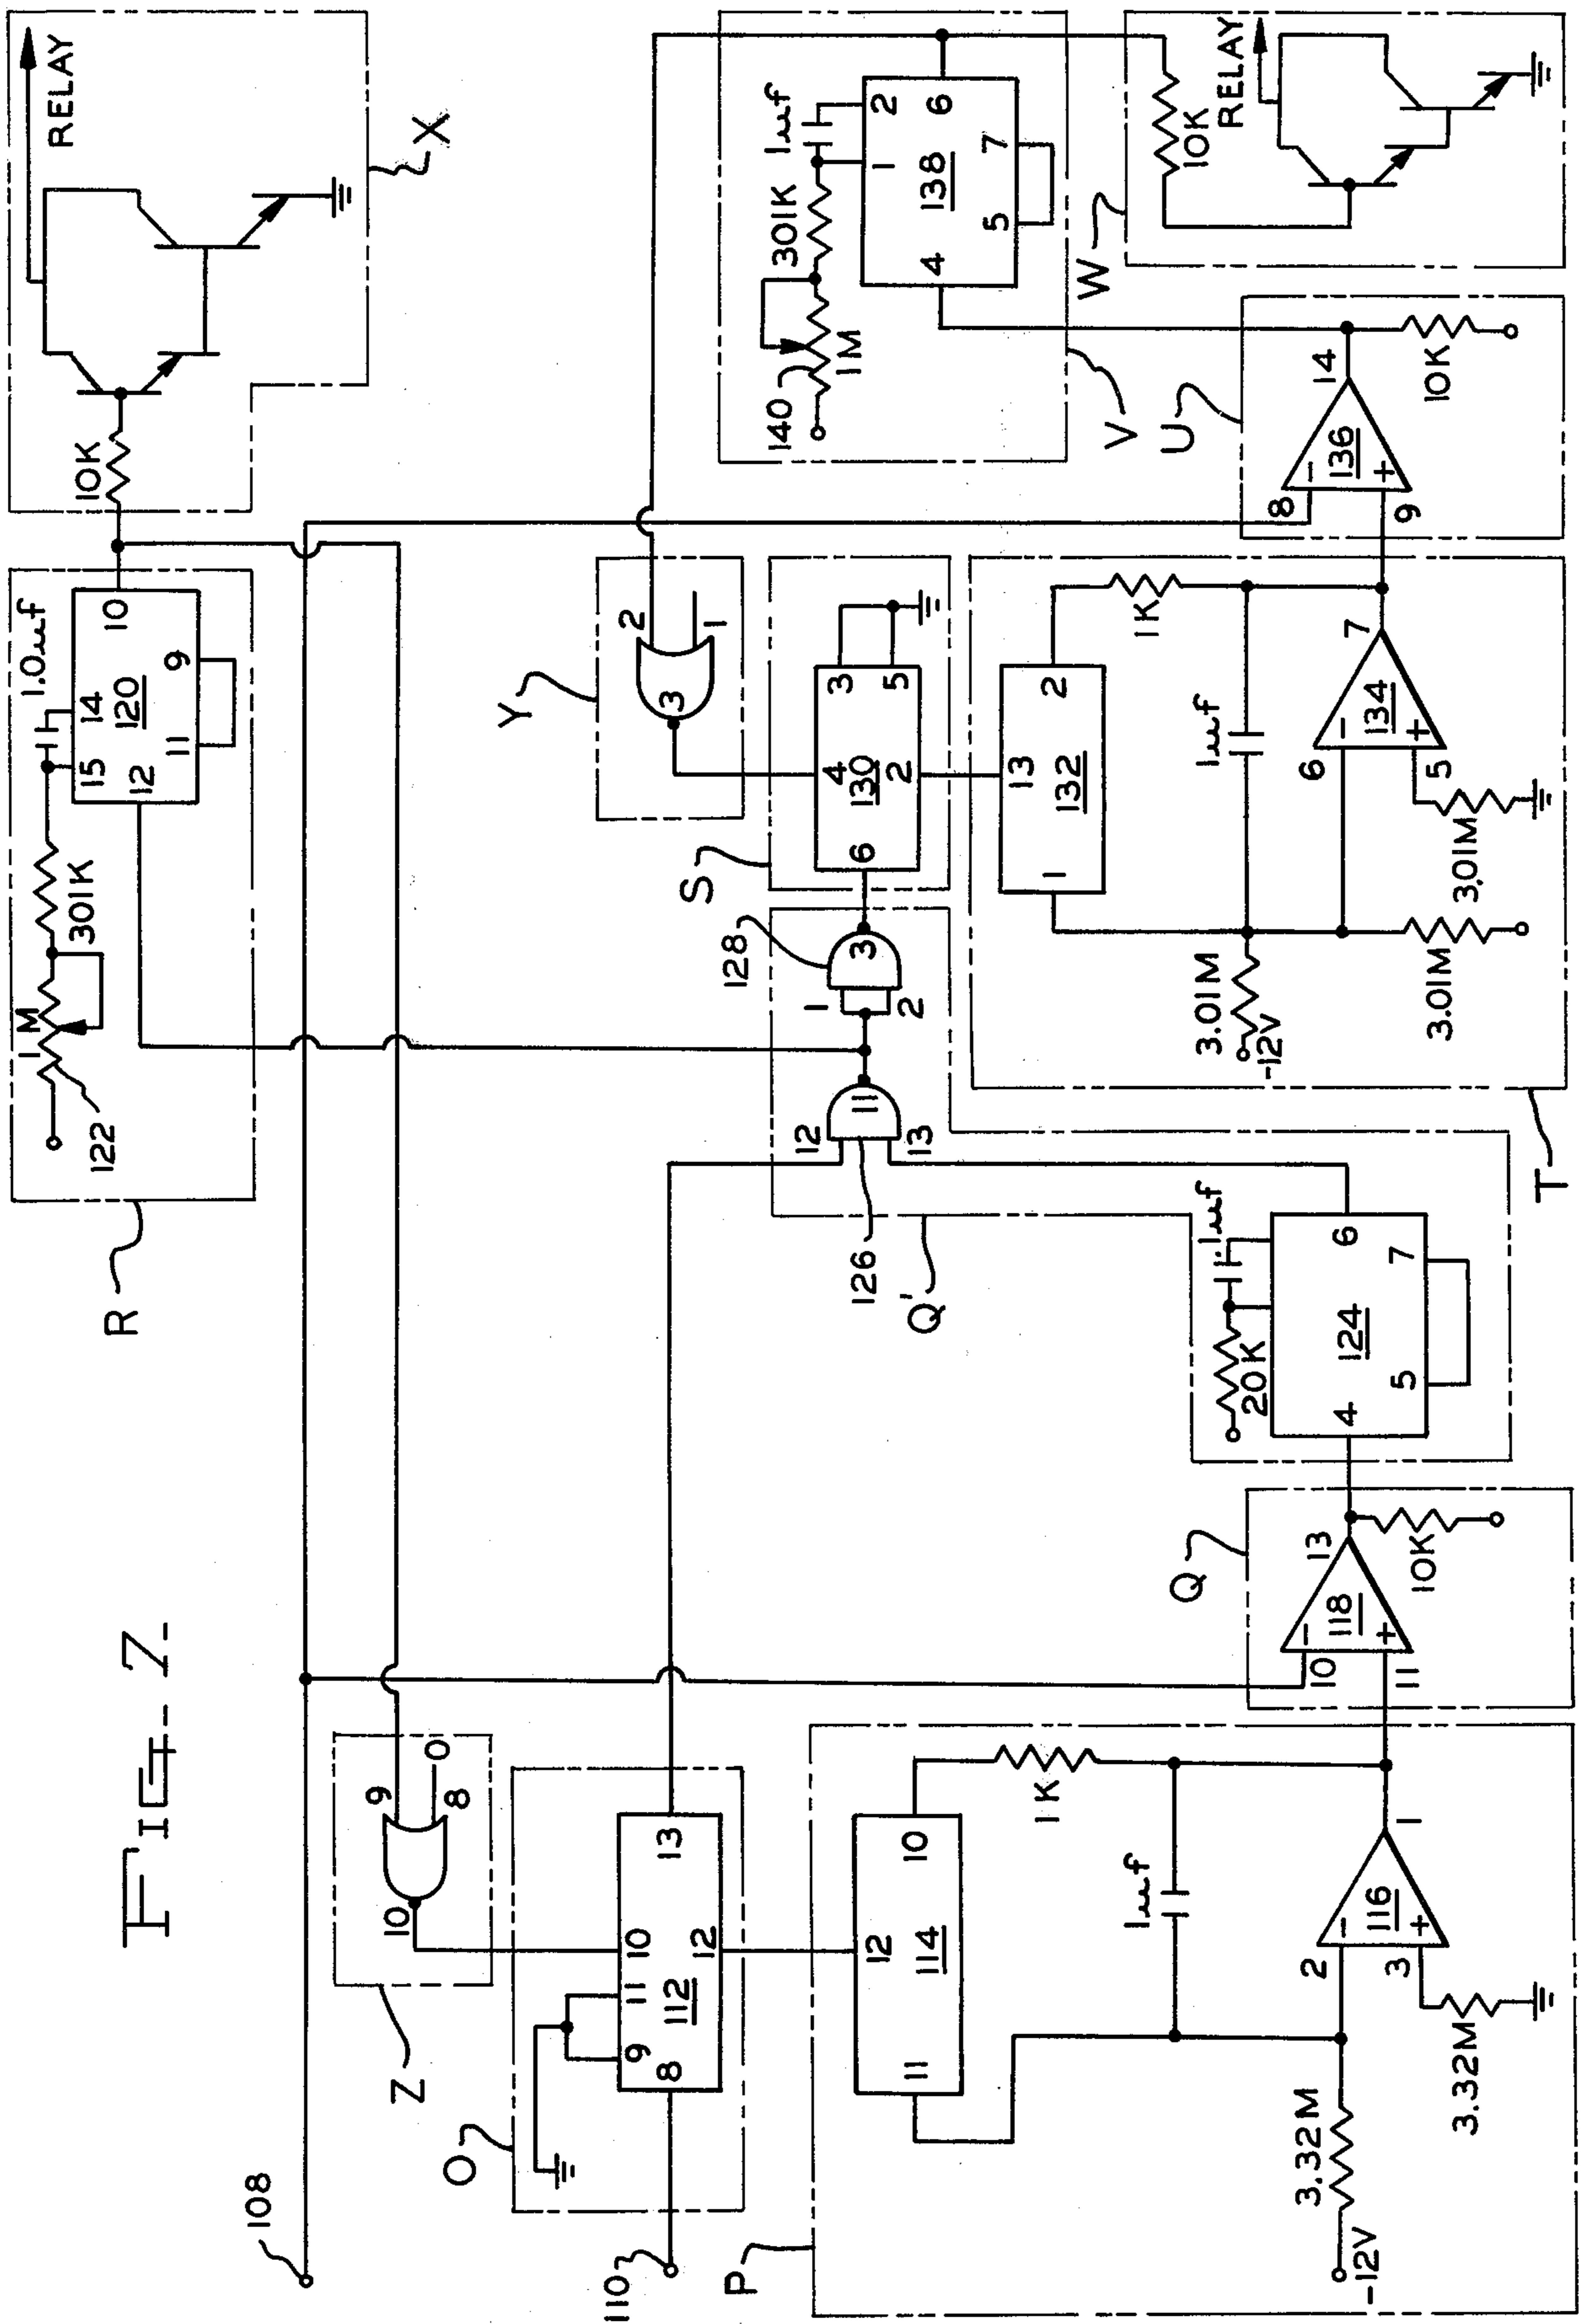 FIG. 7.
RELAY
10K
X
1.0uf
15
14
10
120
12
11
9
301K
1M
122
R
RELAY
10K
W
1uf
301K
1M
140
1
2
138
4
6
5
7
V
U
8
14
136
-
+
9
10K
Y
2
1
3
S
4
3
130
6
2
5
128
1
2
3
13
132
1
2
1K
1uf
6
7
134
-
+
5
3.01M
3.01M
-12V
3.01M
T
12
11
13
126
Q'
.1uf
20K
6
124
4
5
7
Q
13
118
-
+
10
11
10K
108
Z
9
8
0
10
O
10
13
11
112
9
8
12
110
P
12
10
114
11
1K
1uf
2
1
116
-
+
3
3.32M
-12V
3.32M